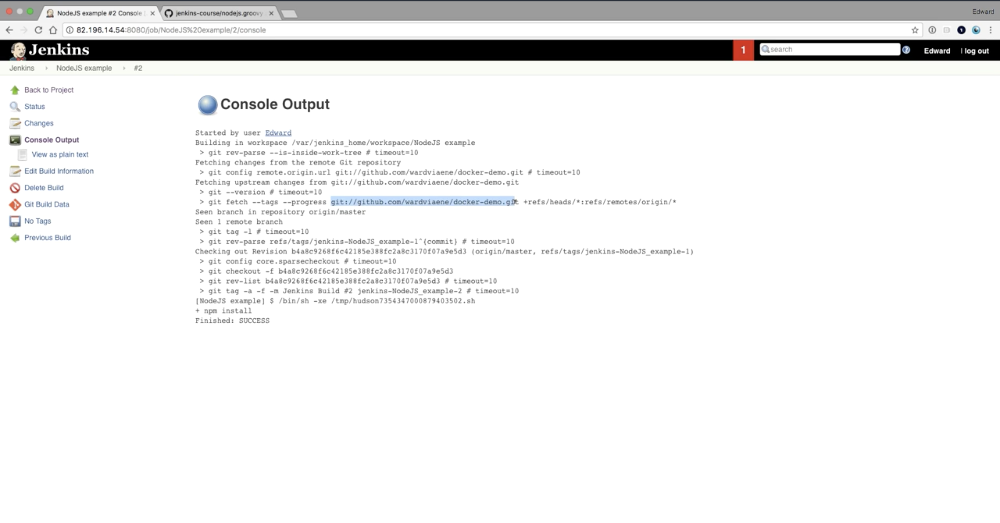 NodeJS example #2 Console [
jenkins-course/nodejs.groovy
Edward
82.196.14.54:8080/job/NodeJS%20example/2/console
Jenkins
1
search
Edward
| log out
Jenkins
NodeJS example
#2
Back to Project
Status
Changes
Console Output
View as plain text
Edit Build Information
Delete Build
Git Build Data
No Tags
Previous Build
Console Output
Started by user Edward
Building in workspace /var/jenkins_home/workspace/NodeJS example
> git rev-parse --is-inside-work-tree # timeout=10
Fetching changes from the remote Git repository
> git config remote.origin.url git://github.com/wardviaene/docker-demo.git # timeout=10
Fetching upstream changes from git://github.com/wardviaene/docker-demo.git
> git --version # timeout=10
> git fetch --tags --progress git://github.com/wardviaene/docker-demo.git +refs/heads/*:refs/remotes/origin/*
Seen branch in repository origin/master
Seen 1 remote branch
> git tag -l # timeout=10
> git rev-parse refs/tags/jenkins-NodeJS_example-1^{commit} # timeout=10
Checking out Revision b4a8c9268f6c42185e388fc2a8c3170f07a9e5d3 (origin/master, refs/tags/jenkins-NodeJS_example-1)
> git config core.sparsecheckout # timeout=10
> git checkout -f b4a8c9268f6c42185e388fc2a8c3170f07a9e5d3
> git rev-list b4a8c9268f6c42185e388fc2a8c3170f07a9e5d3 # timeout=10
> git tag -a -f -m Jenkins Build #2 jenkins-NodeJS_example-2 # timeout=10
[NodeJS example] $ /bin/sh -xe /tmp/hudson7354347000879403502.sh
+ npm install
Finished: SUCCESS